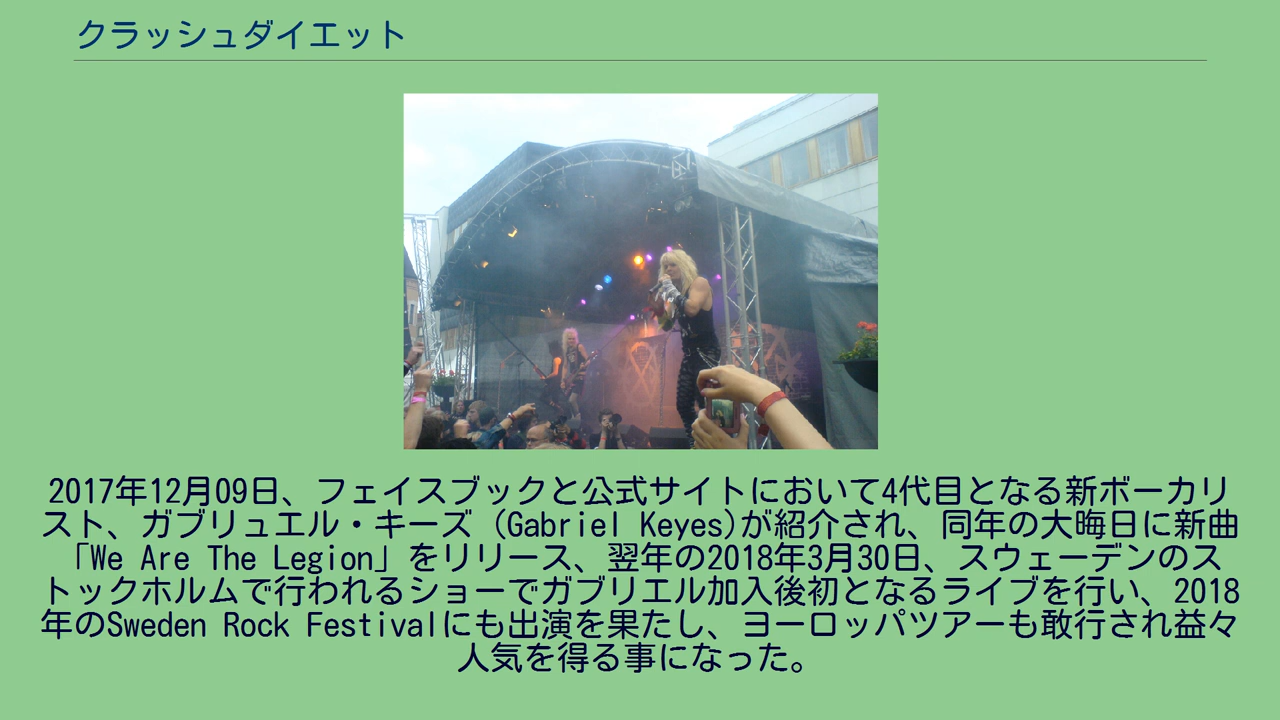 クラッシュダイエット
2017年12月09日、フェイスブックと公式サイトにおいて4代目となる新ボーカリ
スト、ガブリュエル・キーズ (Gabriel Keyes)が紹介され、同年の大晦日に新曲
「We Are The Legion」をリリース、翌年の2018年3月30日、スウェーデンのス
トックホルムで行われるショーでガブリエル加入後初となるライブを行い、2018
年のSweden Rock Festivalにも出演を果たし、ヨーロッパツアーも敢行され益々
人気を得る事になった。